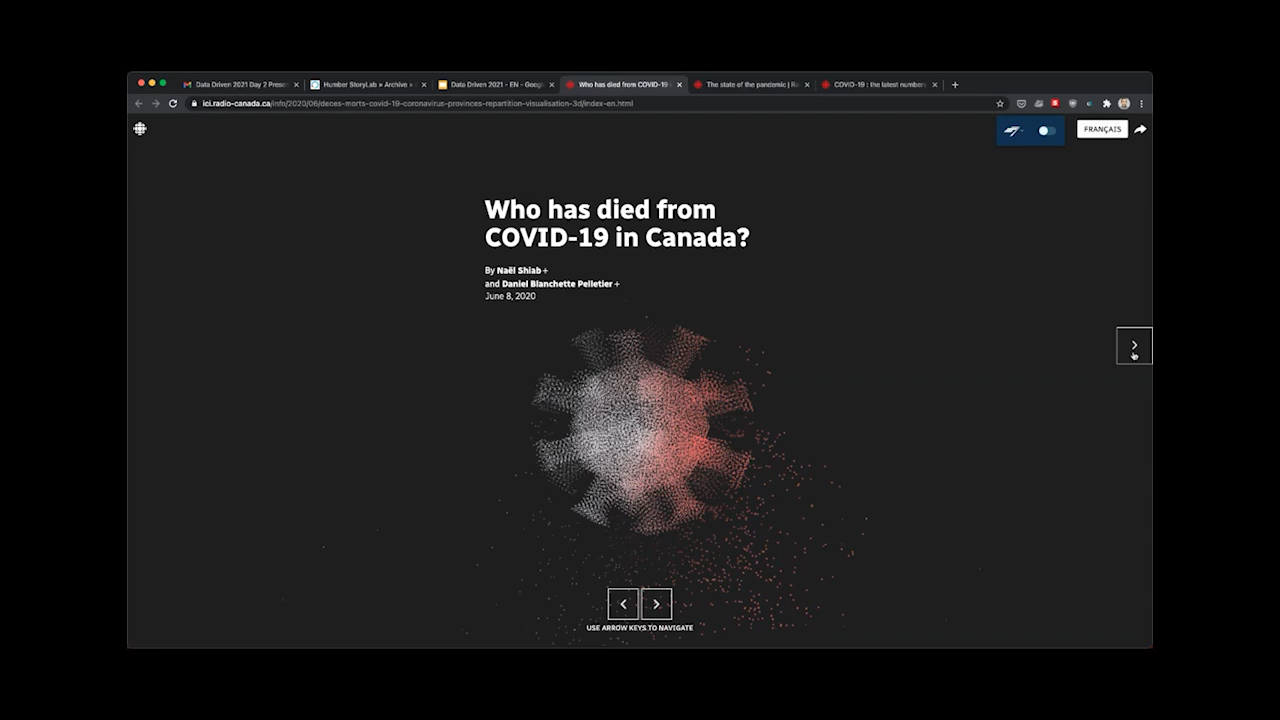 Data Driven 2021 Day 2 Prese
Humber StoryLab » Archive »
Data Driven 2021 - EN - Googl
Who has died from COVID-19
The state of the pandemic | R
COVID-19 : the latest numbers
ici.radio-canada.ca/info/2020/06/deces-morts-covid-19-coronavirus-provinces-repartition-visualisation-3d/index-en.html
FRANÇAIS
Who has died from
COVID-19 in Canada?
By Naël Shiab +
and Daniel Blanchette Pelletier +
June 8, 2020
USE ARROW KEYS TO NAVIGATE